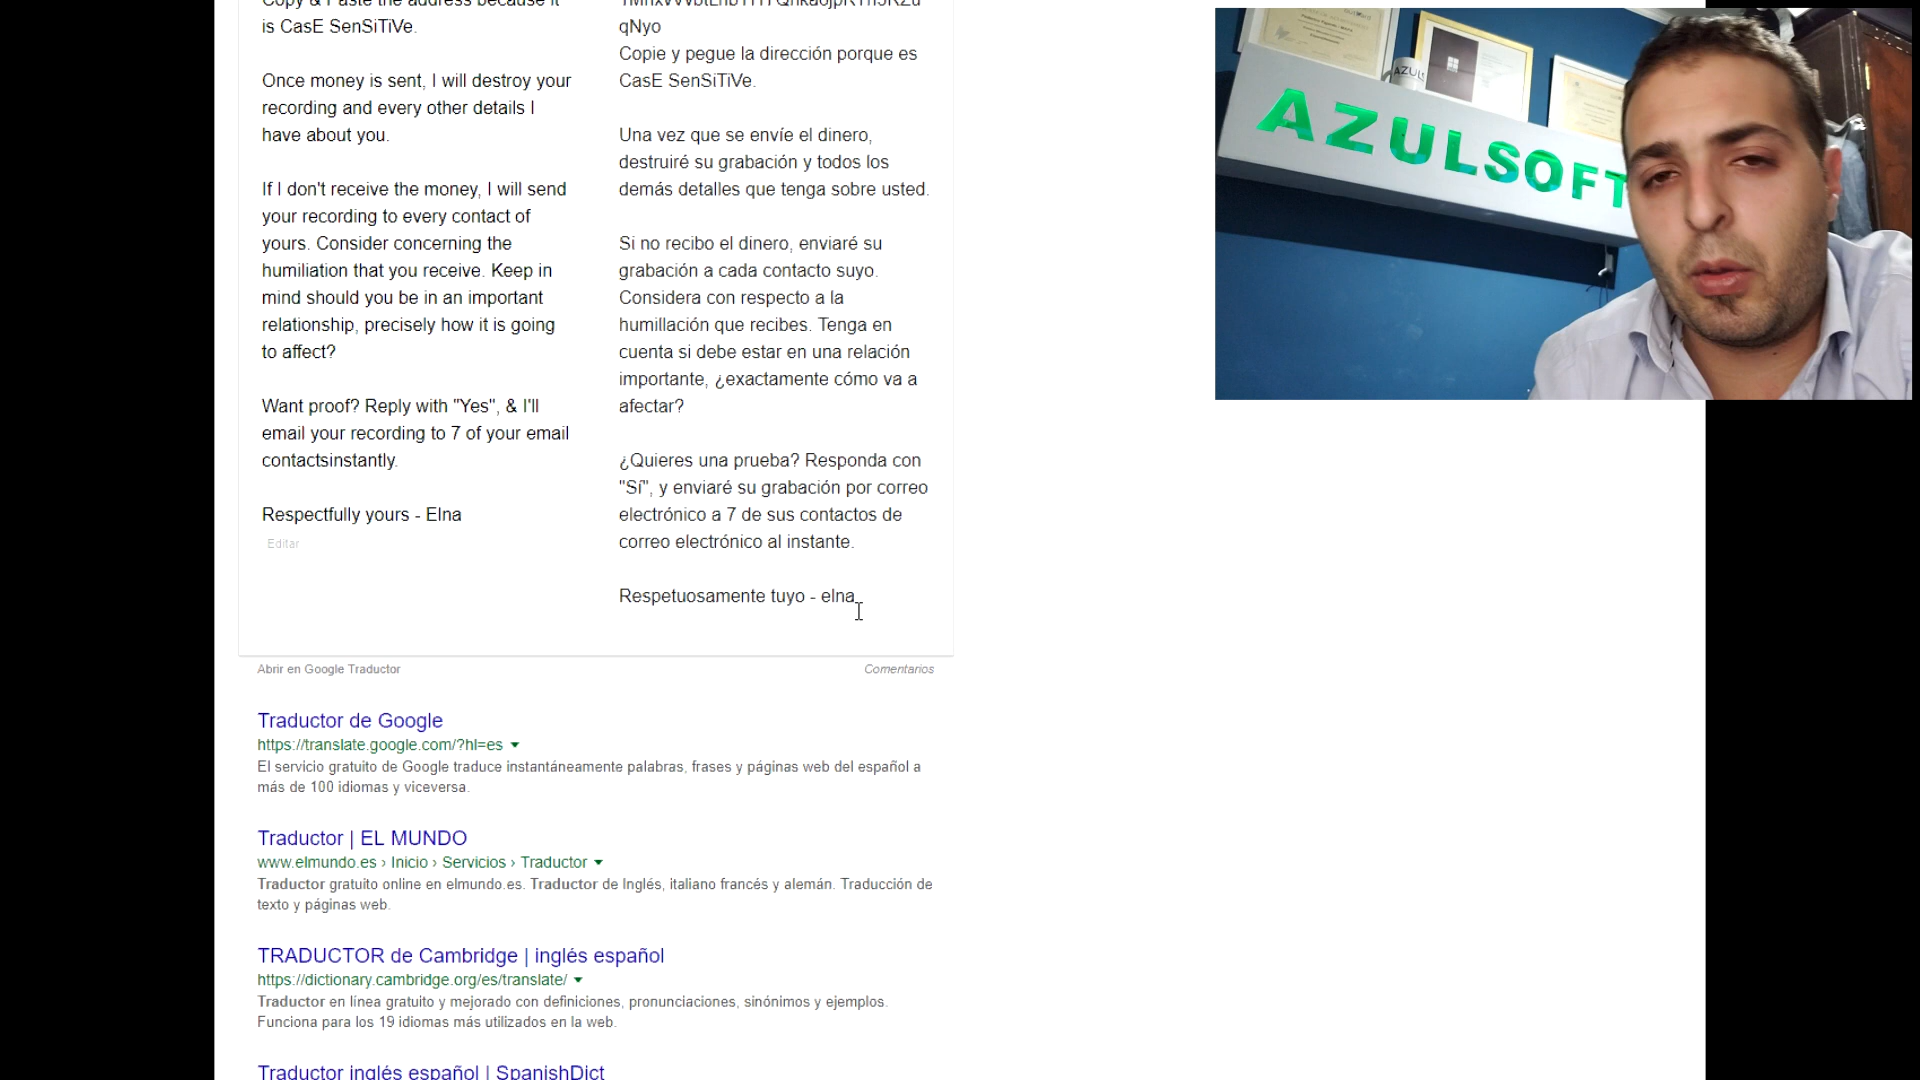 Copy & Paste the address because it
is CasE SenSiTiVe.
Once money is sent, I will destroy your
recording and every other details I
have about you.
If I don't receive the money, I will send
your recording to every contact of
yours. Consider concerning the
humiliation that you receive. Keep in
mind should you be in an important
relationship, precisely how it is going
to affect?
Want proof? Reply with "Yes", & I'll
email your recording to 7 of your email
contactsinstantly.
Respectfully yours - Elna
Editar
qNyo
Copie y pegue la dirección porque es
CasE SenSiTiVe.
Una vez que se envíe el dinero,
destruiré su grabación y todos los
demás detalles que tenga sobre usted.
Si no recibo el dinero, enviaré su
grabación a cada contacto suyo.
Considera con respecto a la
humillación que recibes. Tenga en
cuenta si debe estar en una relación
importante, ¿exactamente cómo va a
afectar?
¿Quieres una prueba? Responda con
"Sí", y enviaré su grabación por correo
electrónico a 7 de sus contactos de
correo electrónico al instante.
Respetuosamente tuyo - elna
Abrir en Google Traductor
Comentarios
Traductor de Google
https://translate.google.com/?hl=es
El servicio gratuito de Google traduce instantáneamente palabras, frases y páginas web del español a
más de 100 idiomas y viceversa.
Traductor | EL MUNDO
www.elmundo.es › Inicio › Servicios › Traductor
Traductor gratuito online en elmundo.es. Traducción de Inglés, italiano francés y alemán. Traducción de
texto y páginas web.
TRADUCTOR de Cambridge | inglés español
https://dictionary.cambridge.org/es/translate/
Traductor en línea gratuito y mejorado con definiciones, pronunciaciones, sinónimos y ejemplos.
Funciona para los 19 idiomas más utilizados en la web.
Traductor inglés español | SpanishDict
AZULSOFT